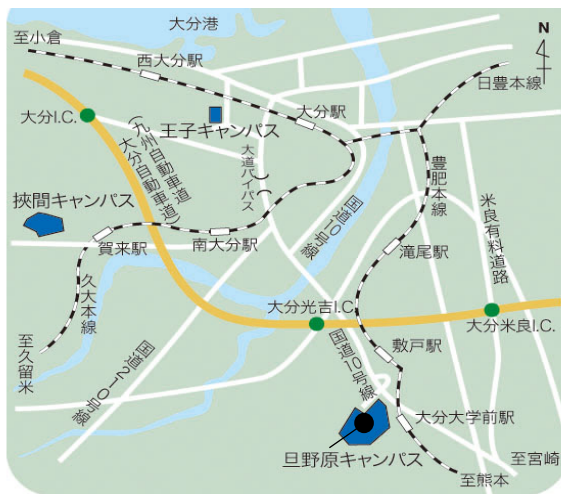 大分港
至小倉
西大分駅
N
日豊本線
大分駅
大分I.C.
王子キャンパス
(九州自動車道
大分自動車道)
大道バイパス
豊肥本線
米良有料道路
国道10号線
挾間キャンパス
賀来駅
南大分駅
滝尾駅
久大本線
大分光吉I.C.
大分米良I.C.
至久留米
国道210号線
国道10号線
敷戸駅
大分大学前駅
旦野原キャンパス
至宮崎
至熊本